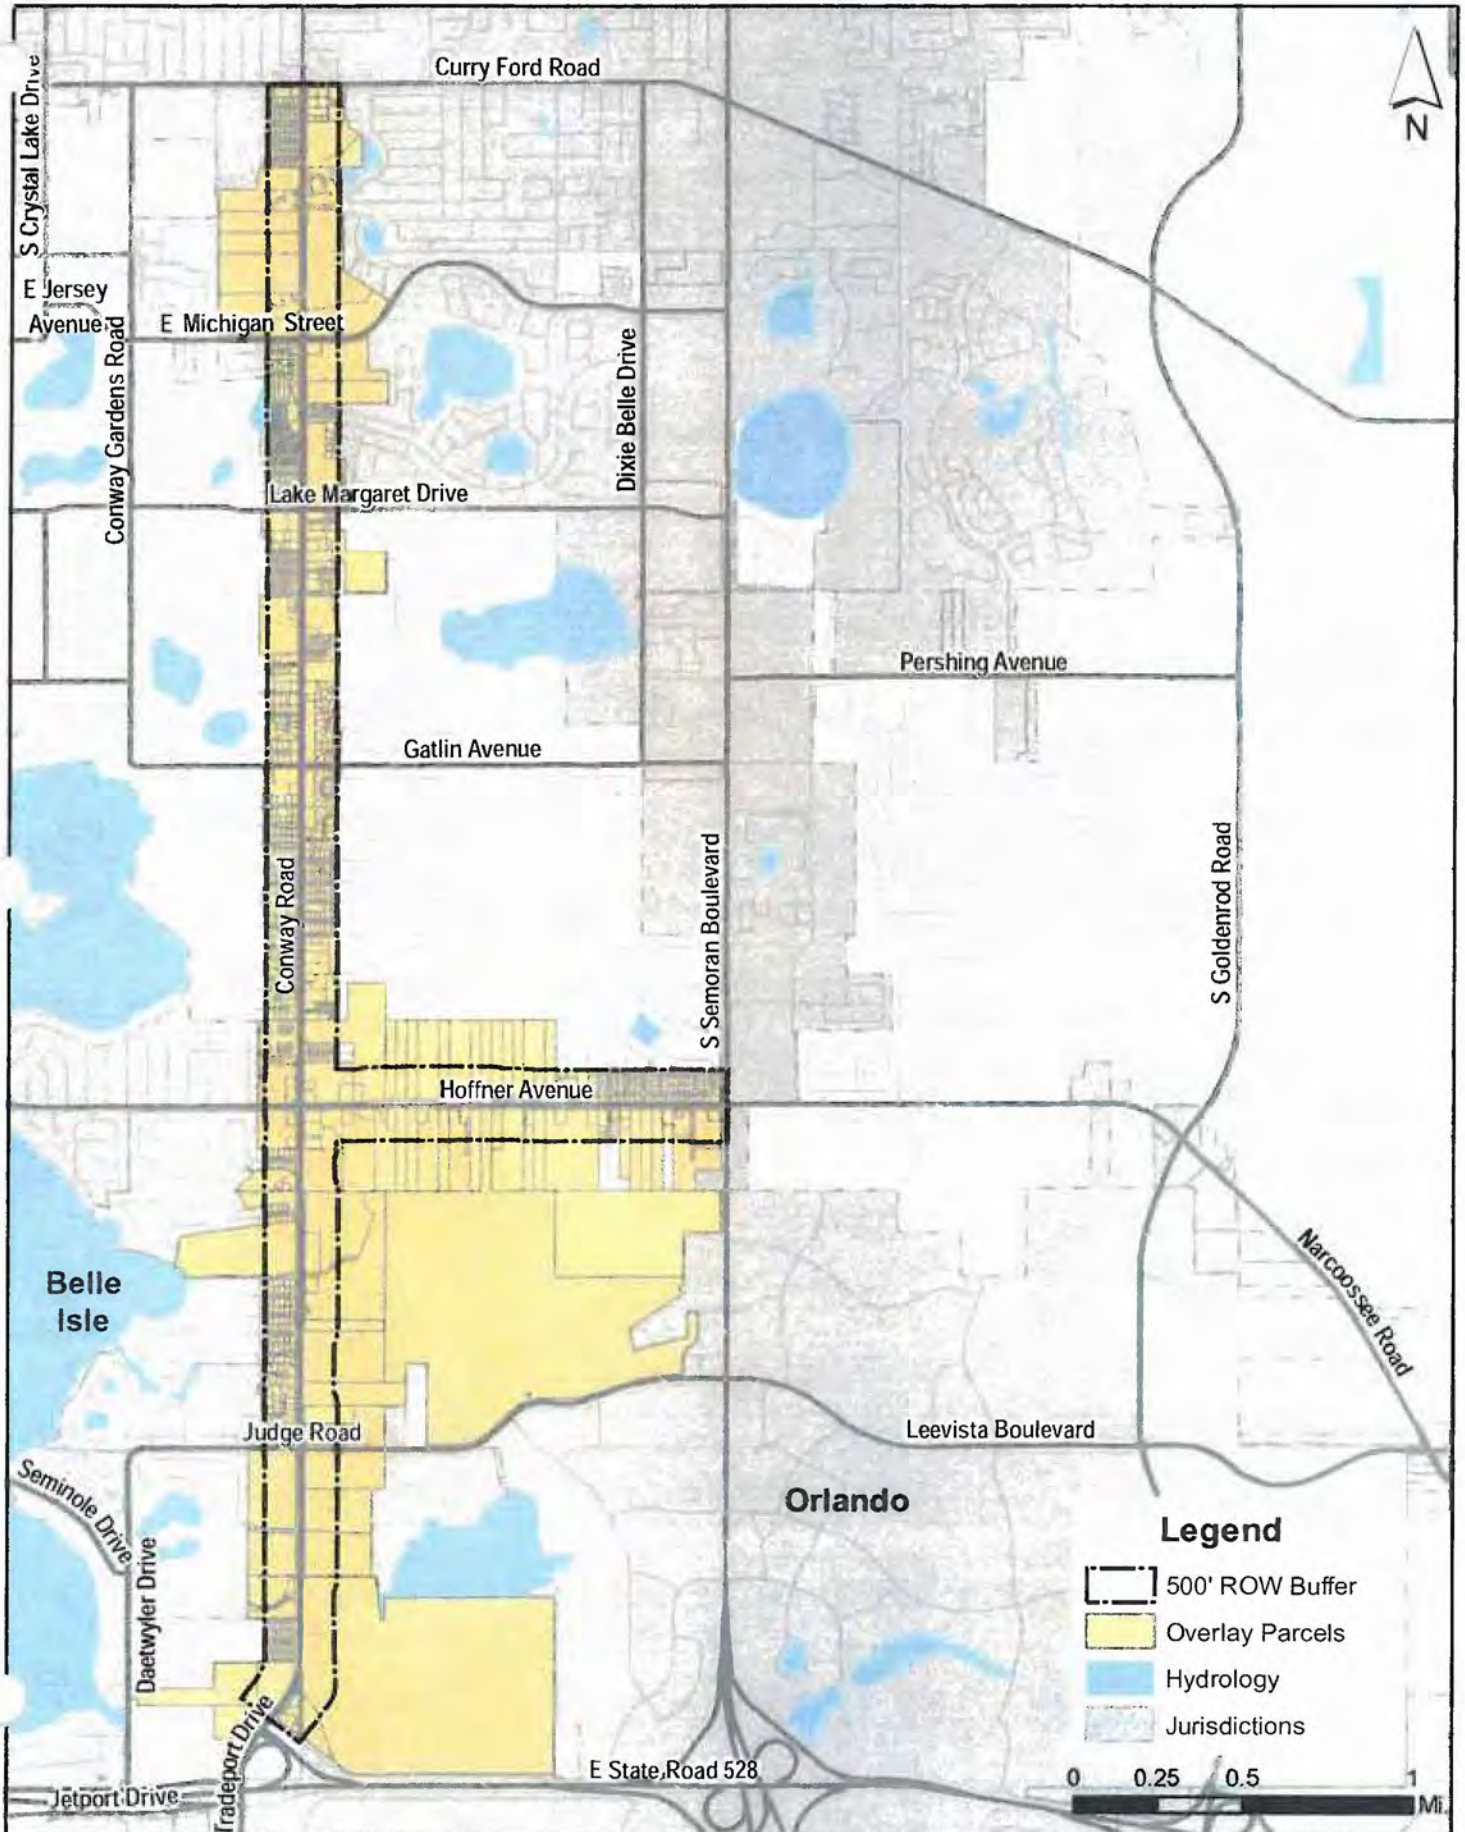 Curry Ford Road
S Crystal Lake Drive
N
E Jersey
Avenue
E Michigan Street
Conway Gardens Road
Dixie Belle Drive
Lake Margaret Drive
Pershing Avenue
Gatlin Avenue
Conway Road
S Semoran Boulevard
S Goldenrod Road
Hoffner Avenue
Narcoossee Road
Belle
Isle
Judge Road
Leevista Boulevard
Seminole Drive
Orlando
Daetwyler Drive
Legend
500' ROW Buffer
Overlay Parcels
Hydrology
Jurisdictions
Tradeport Drive
E State Road 528
Jetport Drive
0 0.25 0.5 1
Mi.